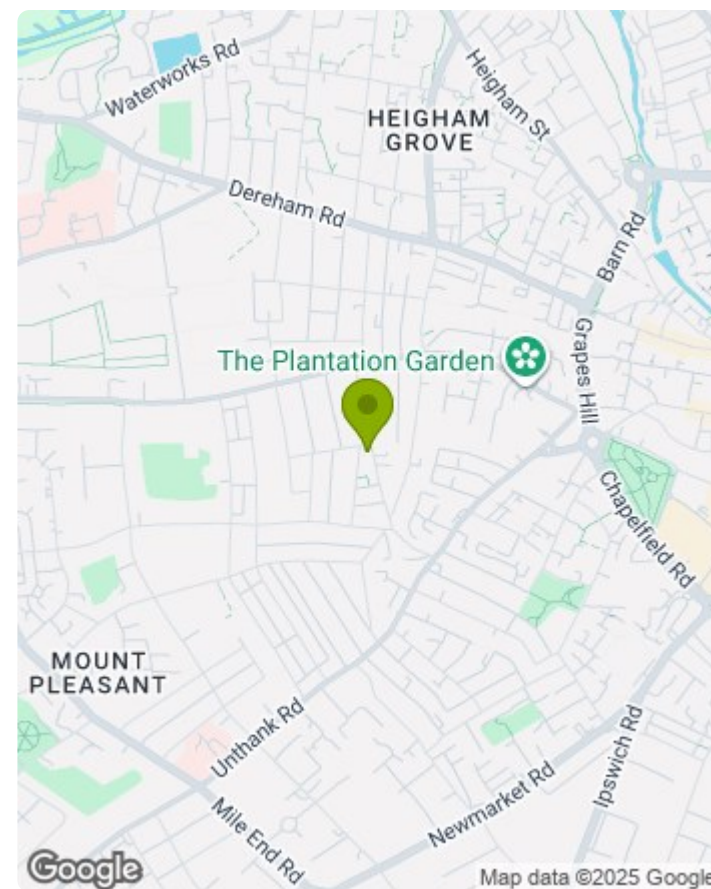 Waterworks Rd
HEIGHAM
GROVE
Heigham St
Dereham Rd
Barn Rd
The Plantation Garden
Grapes Hill
Chapelfield Rd
MOUNT
PLEASANT
Unthank Rd
Ipswich Rd
Newmarket Rd
Mile End Rd
Google
Map data ©2025 Google